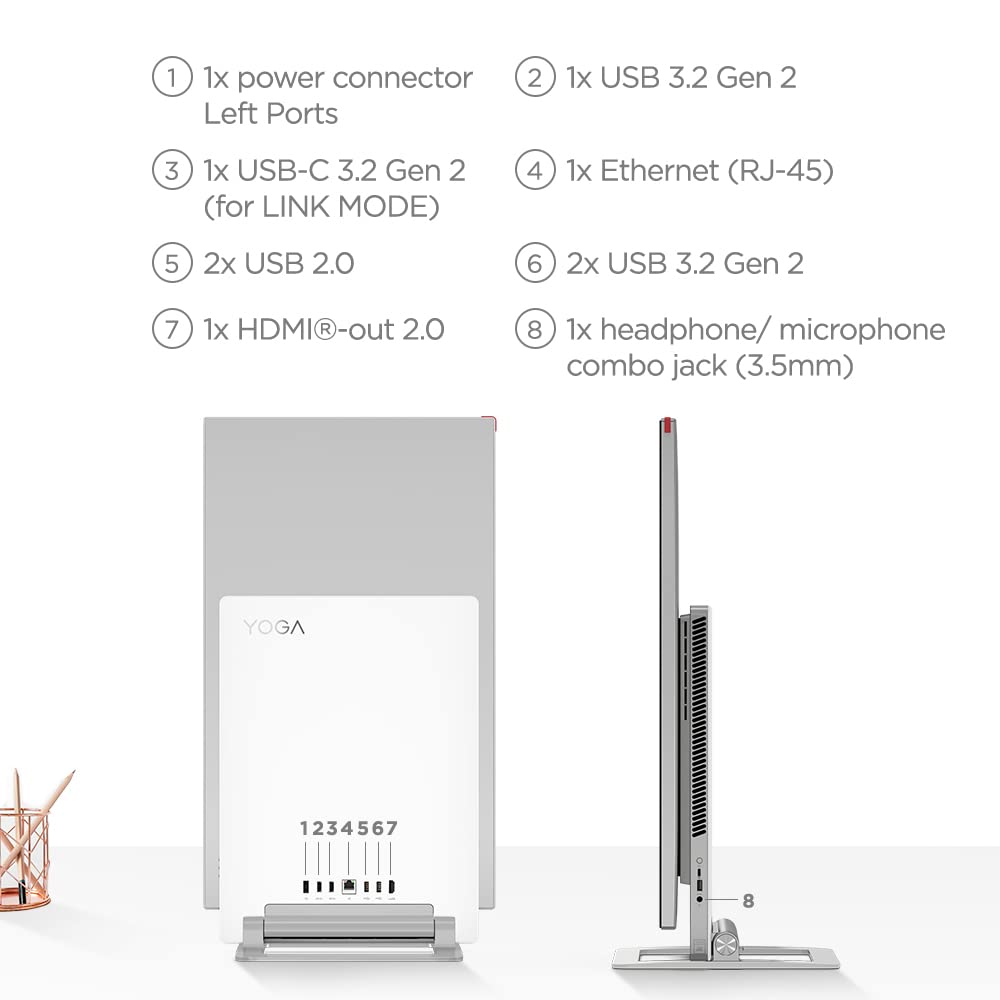 1 1x power connector
Left Ports
2 1x USB 3.2 Gen 2
3 1x USB-C 3.2 Gen 2
(for LINK MODE)
4 1x Ethernet (RJ-45)
5 2x USB 2.0
6 2x USB 3.2 Gen 2
7 1x HDMI®-out 2.0
8 1x headphone/ microphone
combo jack (3.5mm)
YOGA
1234567
8